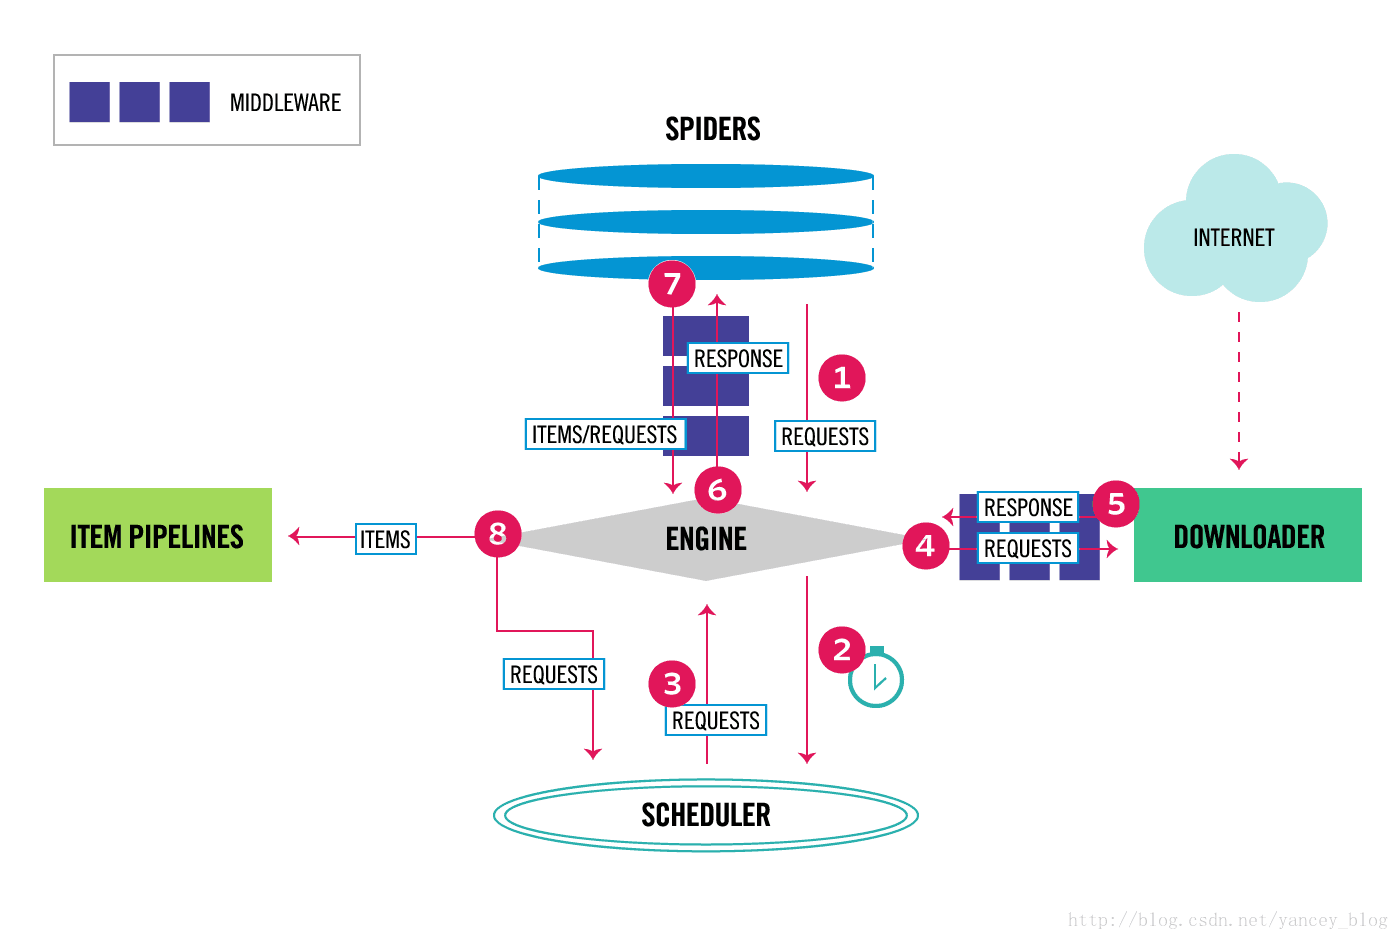 MIDDLEWARE
SPIDERS
INTERNET
7
RESPONSE
1
ITEMS/REQUESTS
REQUESTS
6
5
RESPONSE
ITEM PIPELINES
ITEMS
8
ENGINE
4
REQUESTS
DOWNLOADER
2
REQUESTS
3
REQUESTS
SCHEDULER
http://blog.csdn.net/yancey_blog